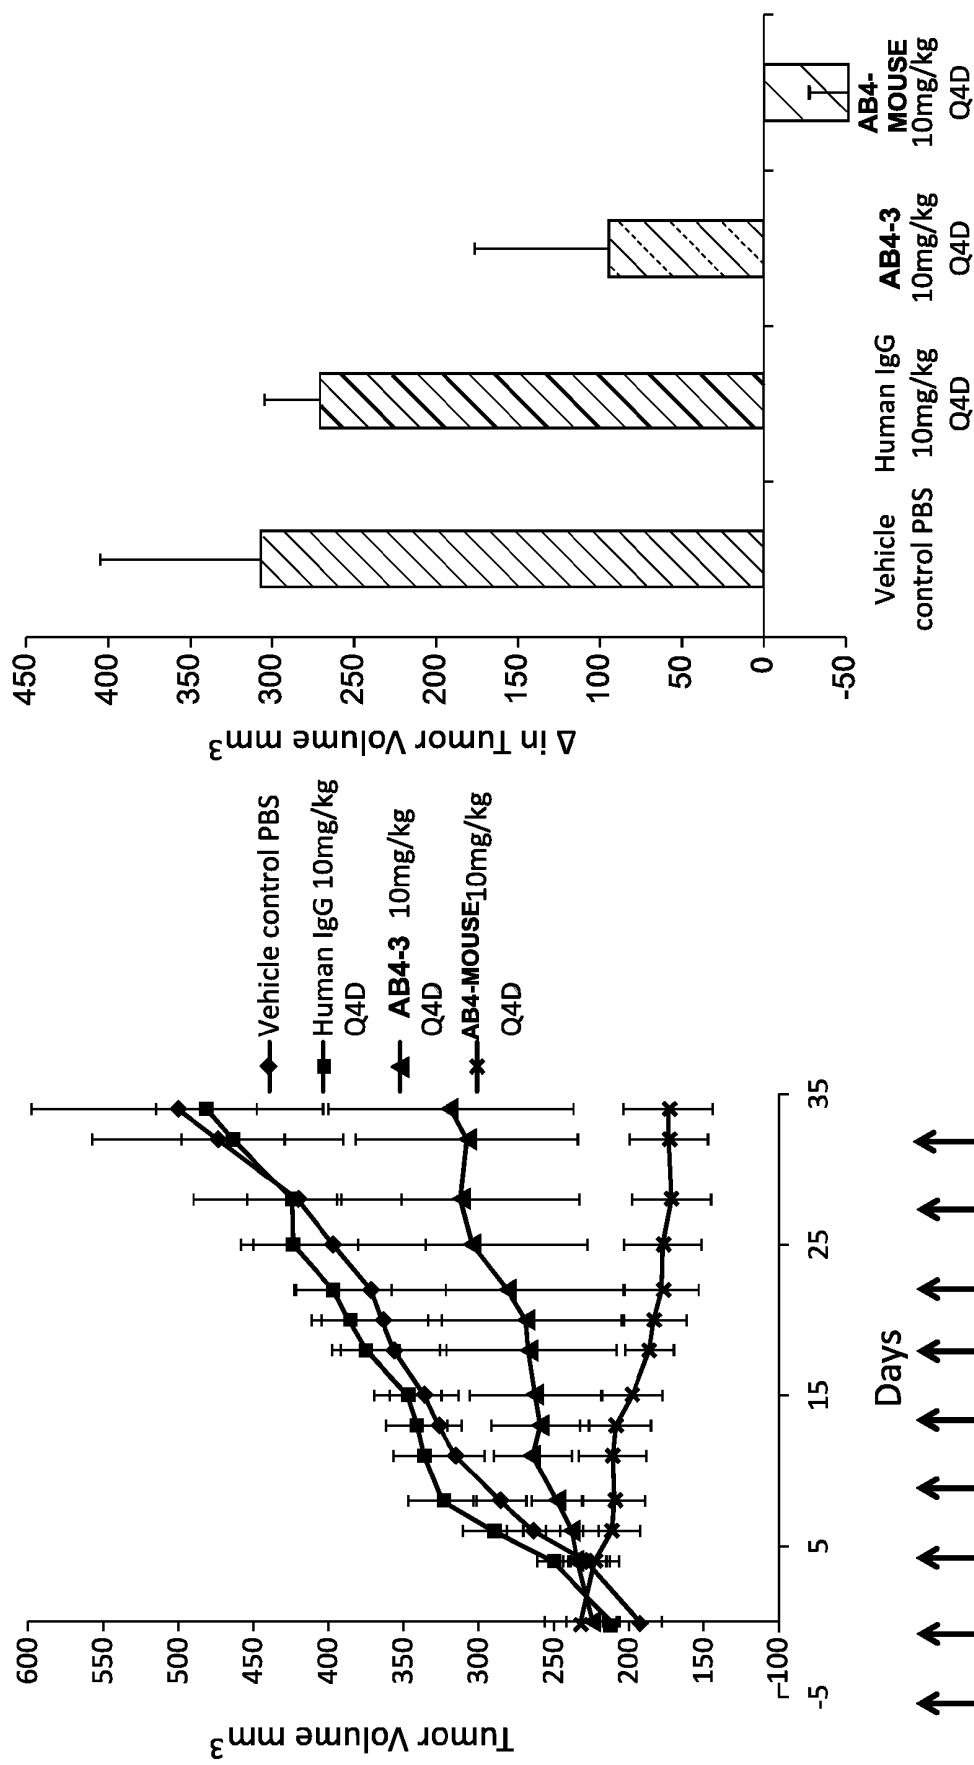 Tumor Volume mm³
600
550
500
450
400
350
300
250
200
150
100
-5
5
15
25
35
Days
Vehicle control PBS
Human IgG 10mg/kg
Q4D
AB4-3 10mg/kg
Q4D
AB4-MOUSE10mg/kg
Q4D
Δ in Tumor Volume mm³
450
400
350
300
250
200
150
100
50
0
-50
Vehicle
control PBS
Human IgG
10mg/kg
Q4D
AB4-3
10mg/kg
Q4D
AB4-
MOUSE
10mg/kg
Q4D